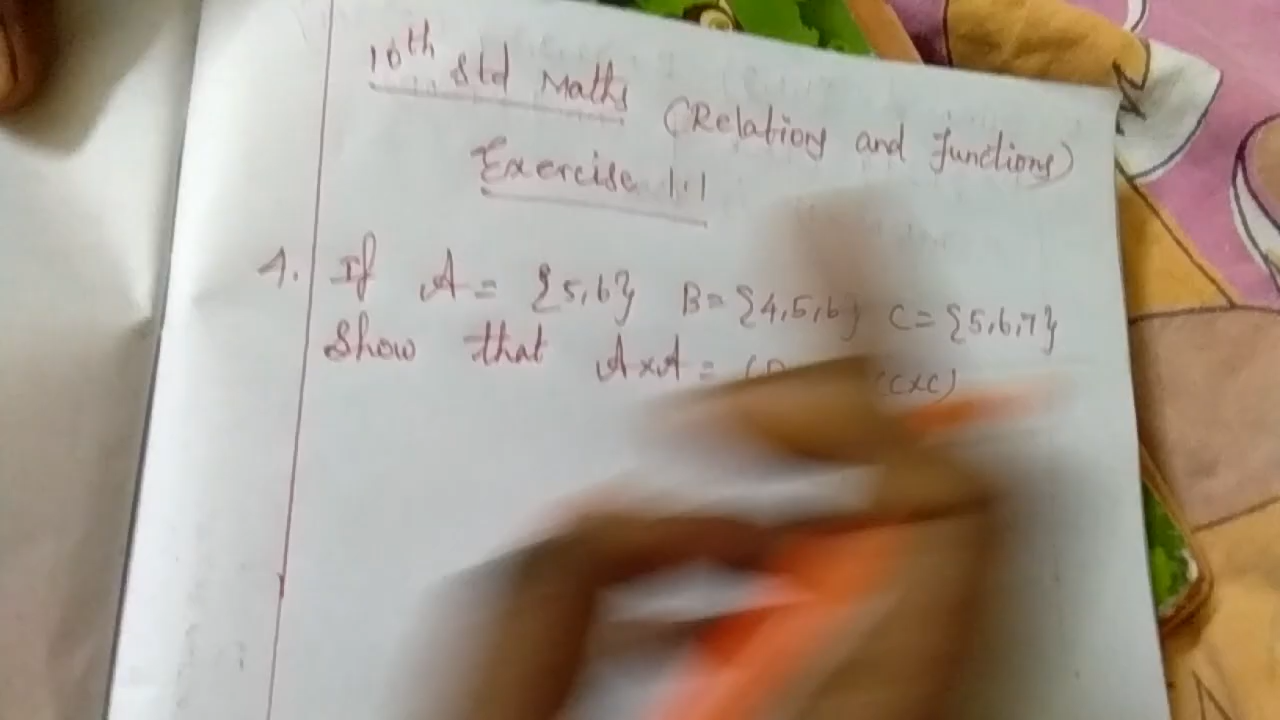 10th Std Maths (Relations and functions)
Exercise 1.1
4. If A = {5,6} B = {4,5,6} C = {5,6,7}
Show that A×A = (C×C)